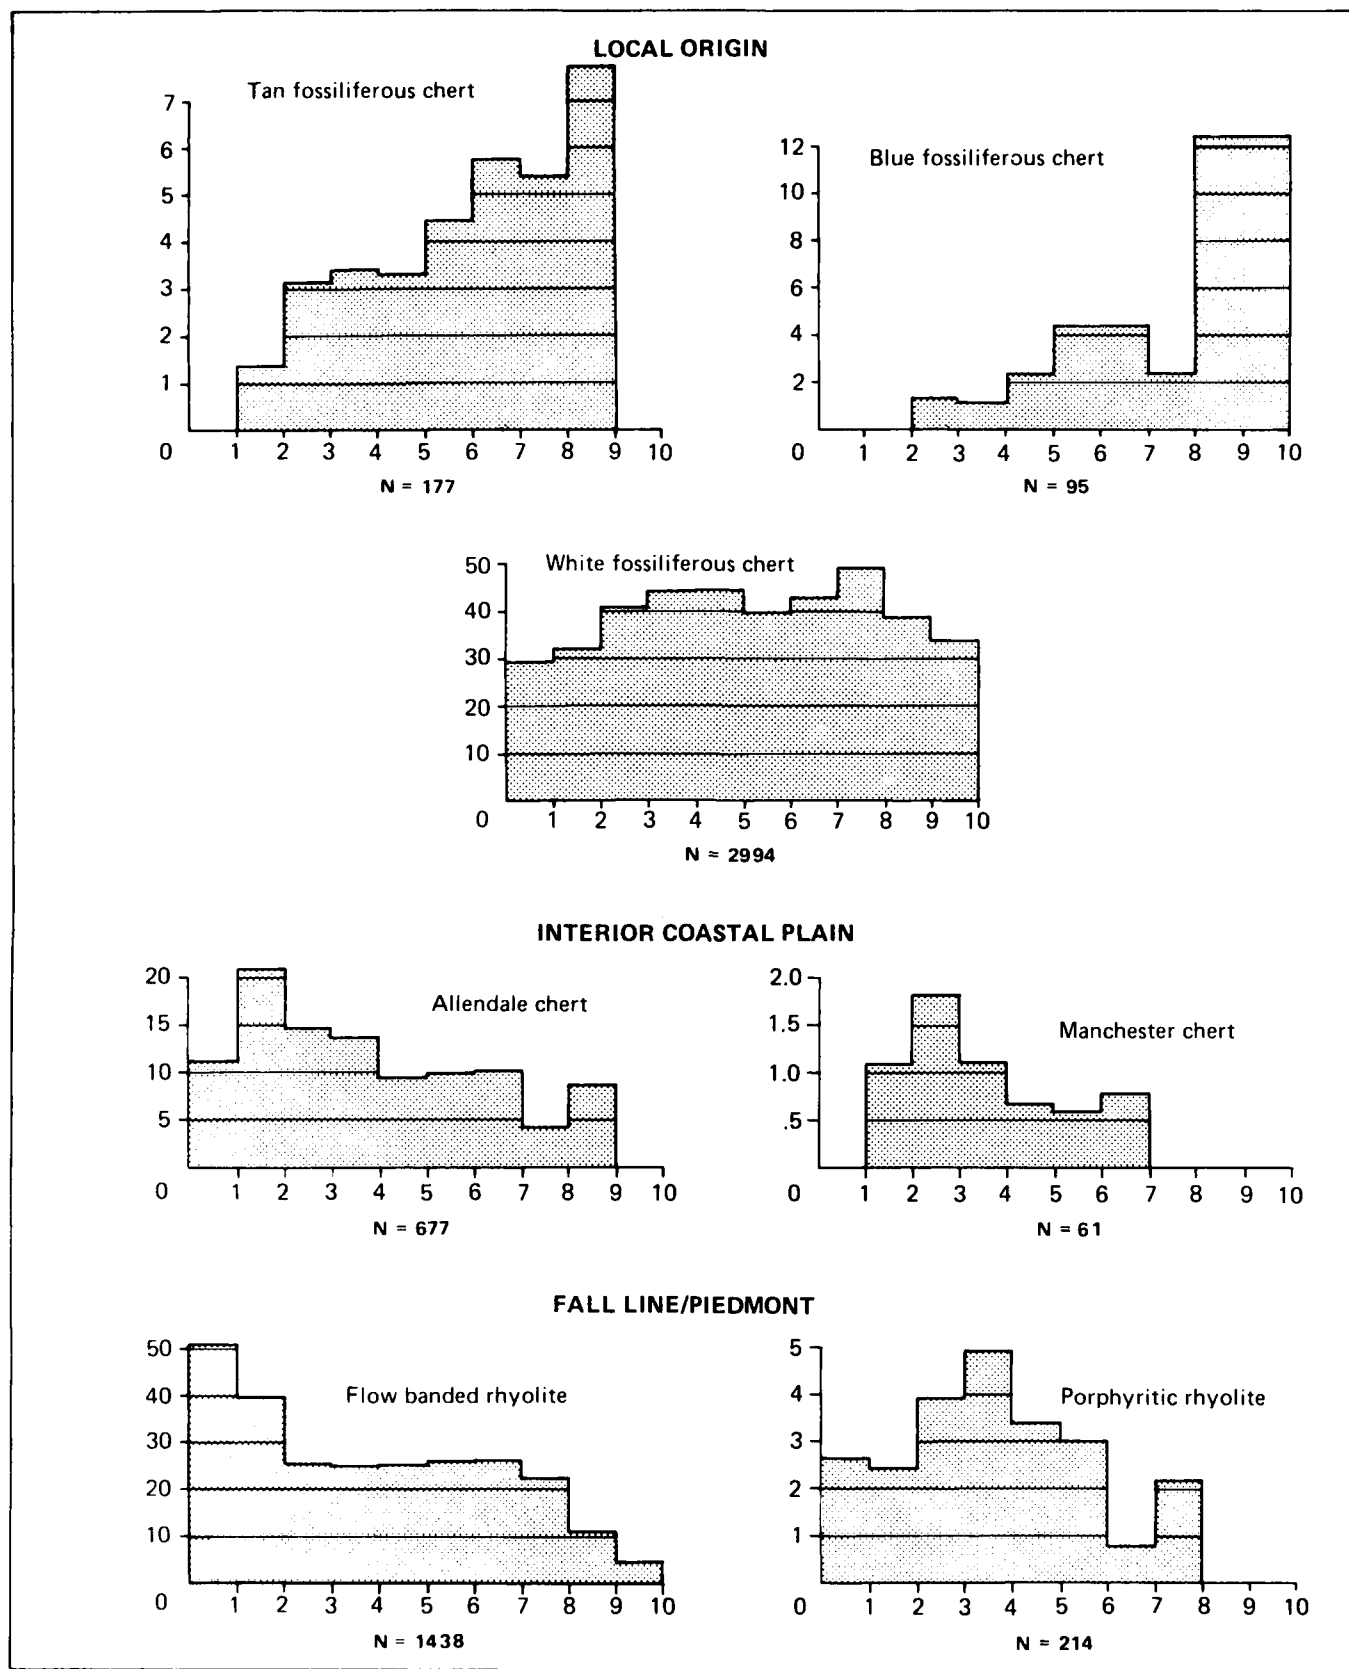 LOCAL ORIGIN
Tan fossiliferous chert
7
6
5
4
3
2
1
0 1 2 3 4 5 6 7 8 9 10
N = 177
Blue fossiliferous chert
12
10
8
6
4
2
0 1 2 3 4 5 6 7 8 9 10
N = 95
White fossiliferous chert
50
40
30
20
10
0 1 2 3 4 5 6 7 8 9 10
N = 2994
INTERIOR COASTAL PLAIN
Allendale chert
20
15
10
5
0 1 2 3 4 5 6 7 8 9 10
N = 677
Manchester chert
2.0
1.5
1.0
.5
0 1 2 3 4 5 6 7 8 9 10
N = 61
FALL LINE/PIEDMONT
Flow banded rhyolite
50
40
30
20
10
0 1 2 3 4 5 6 7 8 9 10
N = 1438
Porphyritic rhyolite
5
4
3
2
1
0 1 2 3 4 5 6 7 8 9 10
N = 214